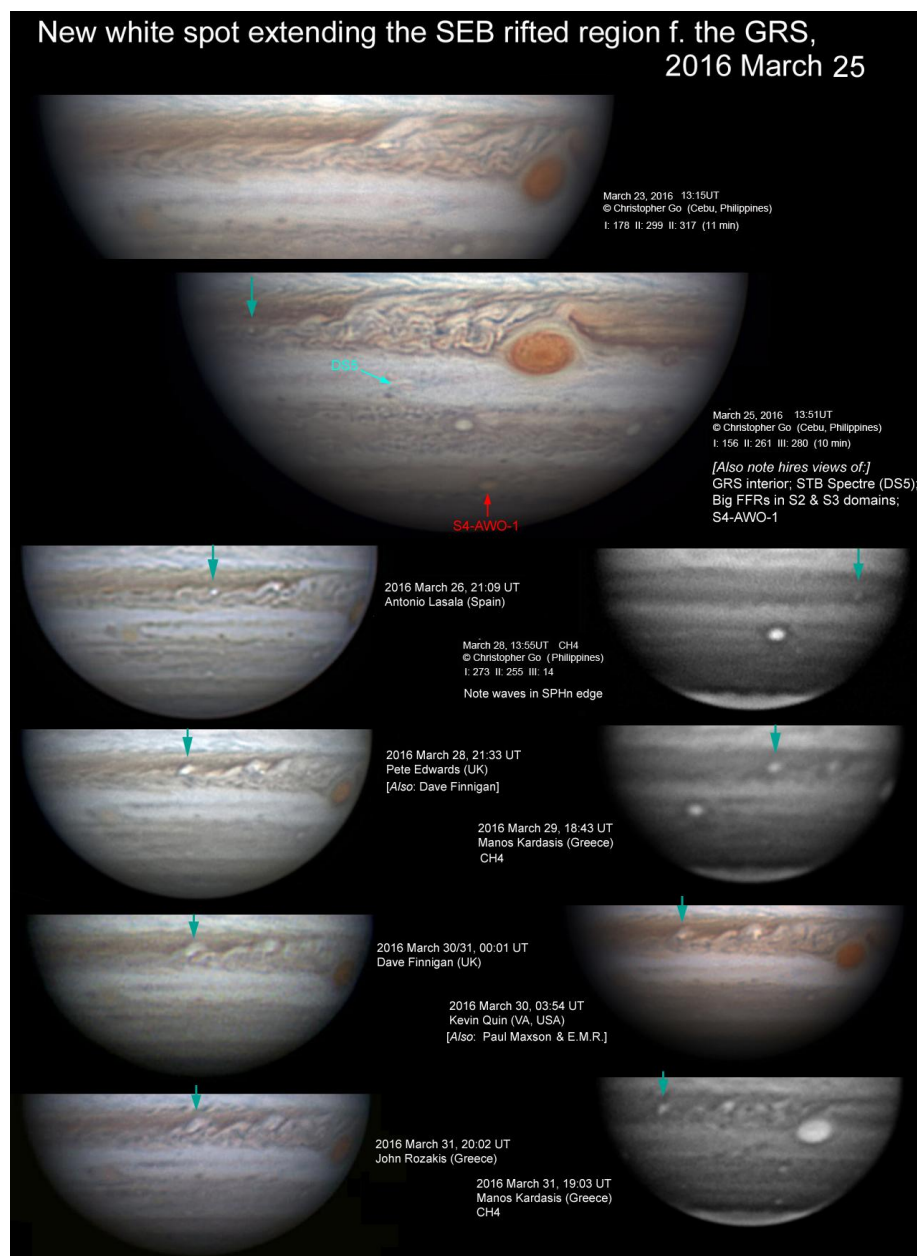 New white spot extending the SEB rifted region f. the GRS,
2016 March 25
March 23, 2016 13:15UT
© Christopher Go (Cebu, Philippines)
I: 178 II: 299 II: 317 (11 min)
DS5
March 25, 2016 13:51UT
© Christopher Go (Cebu, Philippines)
I: 156 II: 261 III: 280 (10 min)
[Also note hires views of:]
GRS interior; STB Spectre (DS5);
Big FFRs in S2 & S3 domains;
S4-AWO-1
S4-AWO-1
2016 March 26, 21:09 UT
Antonio Lasala (Spain)
March 28, 13:55UT CH4
© Christopher Go (Philippines)
I: 273 II: 255 III: 14
Note waves in SPHn edge
2016 March 28, 21:33 UT
Pete Edwards (UK)
[Also: Dave Finnigan]
2016 March 29, 18:43 UT
Manos Kardasis (Greece)
CH4
2016 March 30/31, 00:01 UT
Dave Finnigan (UK)
2016 March 30, 03:54 UT
Kevin Quin (VA, USA)
[Also: Paul Maxson & E.M.R.]
2016 March 31, 20:02 UT
John Rozakis (Greece)
2016 March 31, 19:03 UT
Manos Kardasis (Greece)
CH4